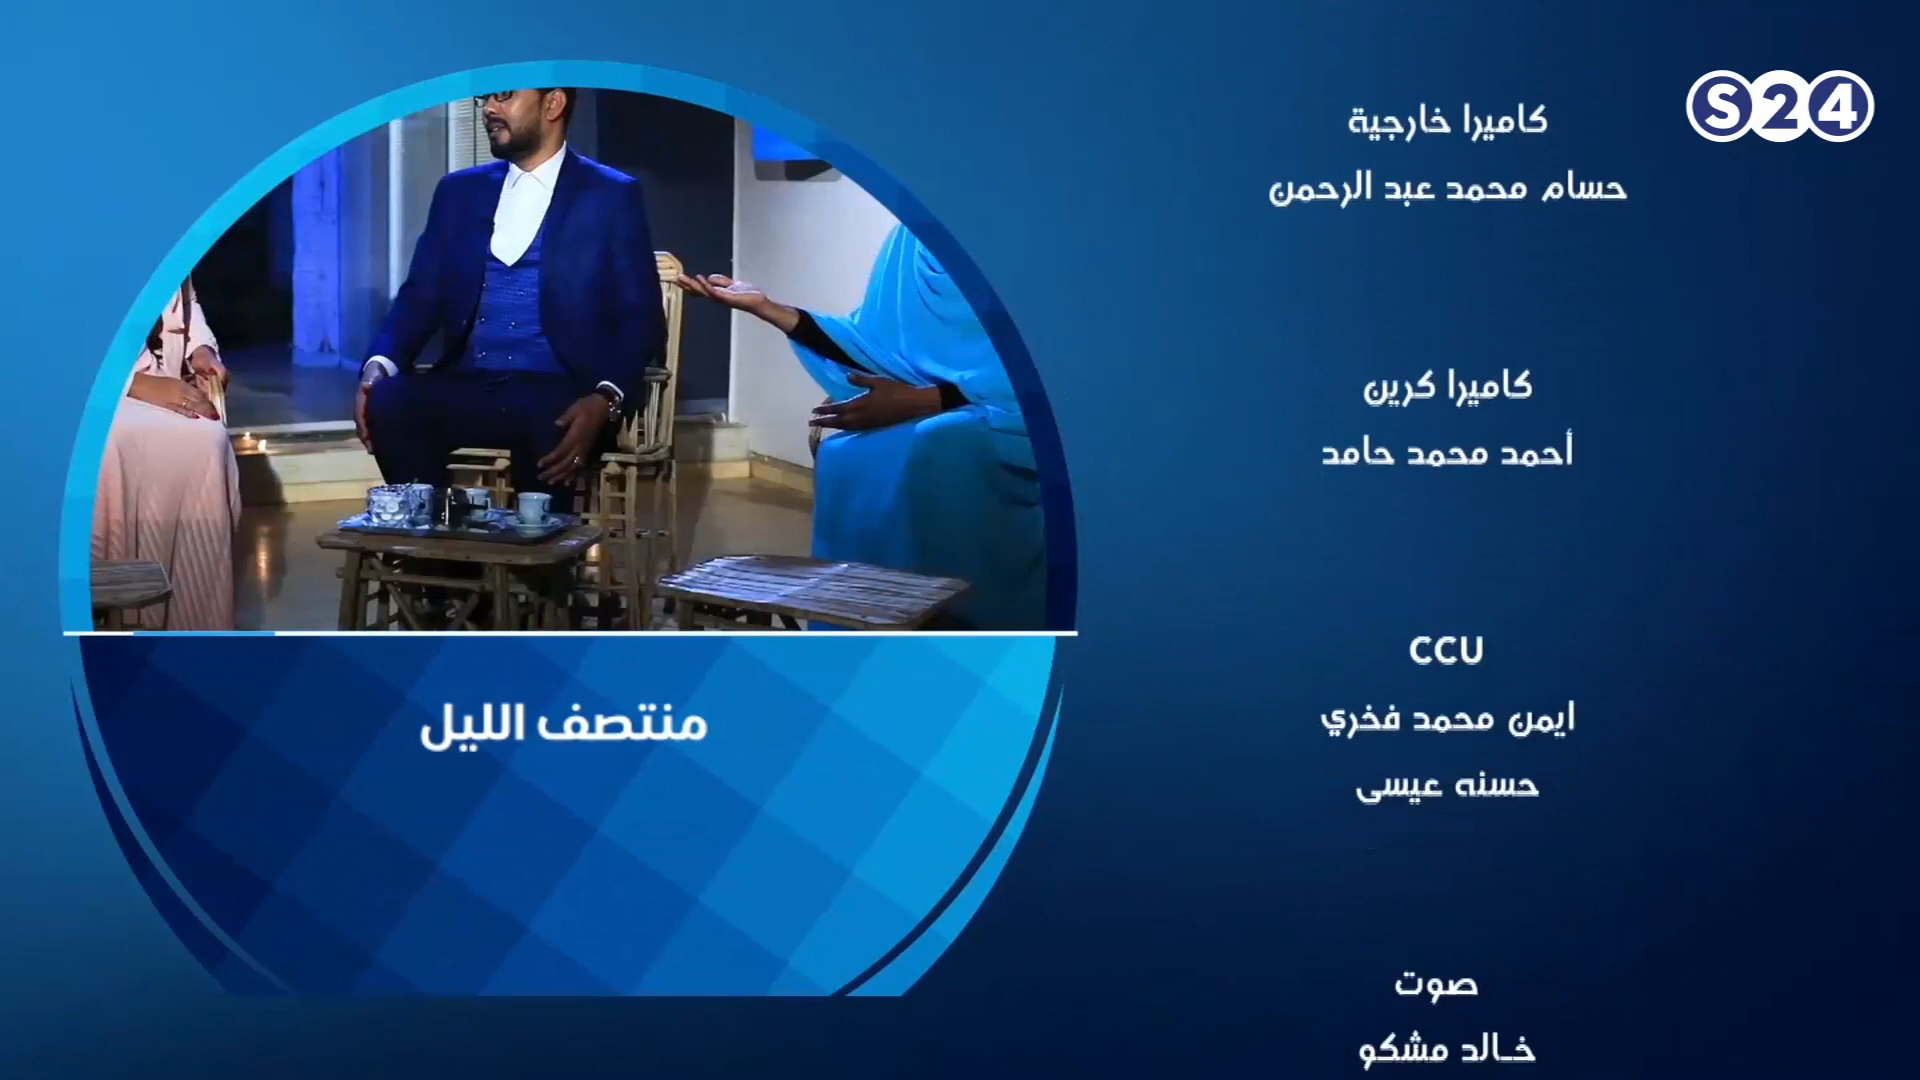 S24
كاميرا خارجية
حسام محمد عبد الرحمن
كاميرا كرين
أحمد محمد حامد
CCU
ايمن محمد فخري
حسنه عيسى
صوت
خالد مشكو
منتصف الليل